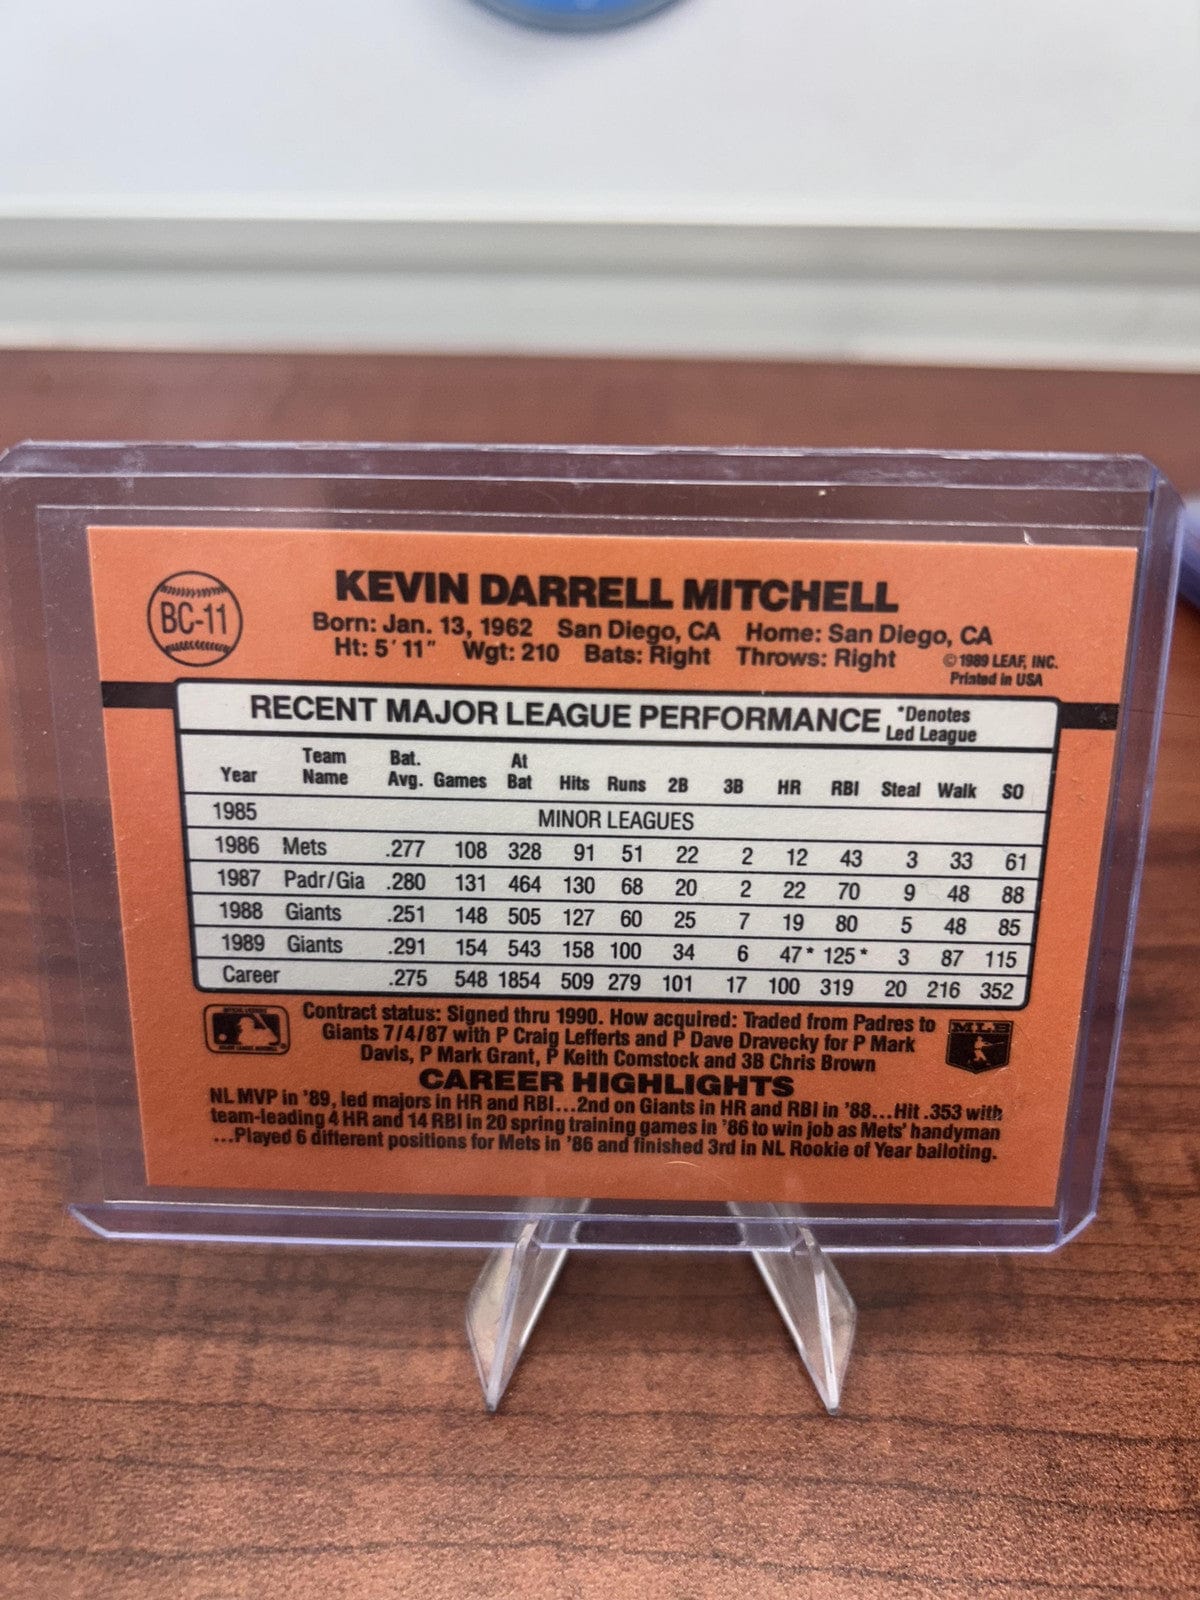 BC-11
KEVIN DARRELL MITCHELL
Born: Jan. 13, 1962 San Diego, CA Home: San Diego, CA
Ht: 5' 11" Wgt: 210 Bats: Right Throws: Right
©1989 LEAF, INC.
Printed in USA
RECENT MAJOR LEAGUE PERFORMANCE
*Denotes
Led League
Year Team Name Bat. Avg. Games At Bat Hits Runs 2B 3B HR RBI Steal Walk SO
1985 MINOR LEAGUES
1986 Mets .277 108 328 91 51 22 2 12 43 3 33 61
1987 Padr/Gia .280 131 464 130 68 20 2 22 70 9 48 88
1988 Giants .251 148 505 127 60 25 7 19 80 5 48 85
1989 Giants .291 154 543 158 100 34 6 47* 125* 3 87 115
Career .275 548 1854 509 279 101 17 100 319 20 216 352
Contract status: Signed thru 1990. How acquired: Traded from Padres to
Giants 7/4/87 with P Craig Lefferts and P Dave Dravecky for P Mark
Davis, P Mark Grant, P Keith Comstock and 3B Chris Brown
MLB
CAREER HIGHLIGHTS
NL MVP in '89, led majors in HR and RBI...2nd on Giants in HR and RBI in '88...Hit .353 with
team-leading 4 HR and 14 RBI in 20 spring training games in '86 to win job as Mets' handyman
...Played 6 different positions for Mets in '86 and finished 3rd in NL Rookie of Year balloting.